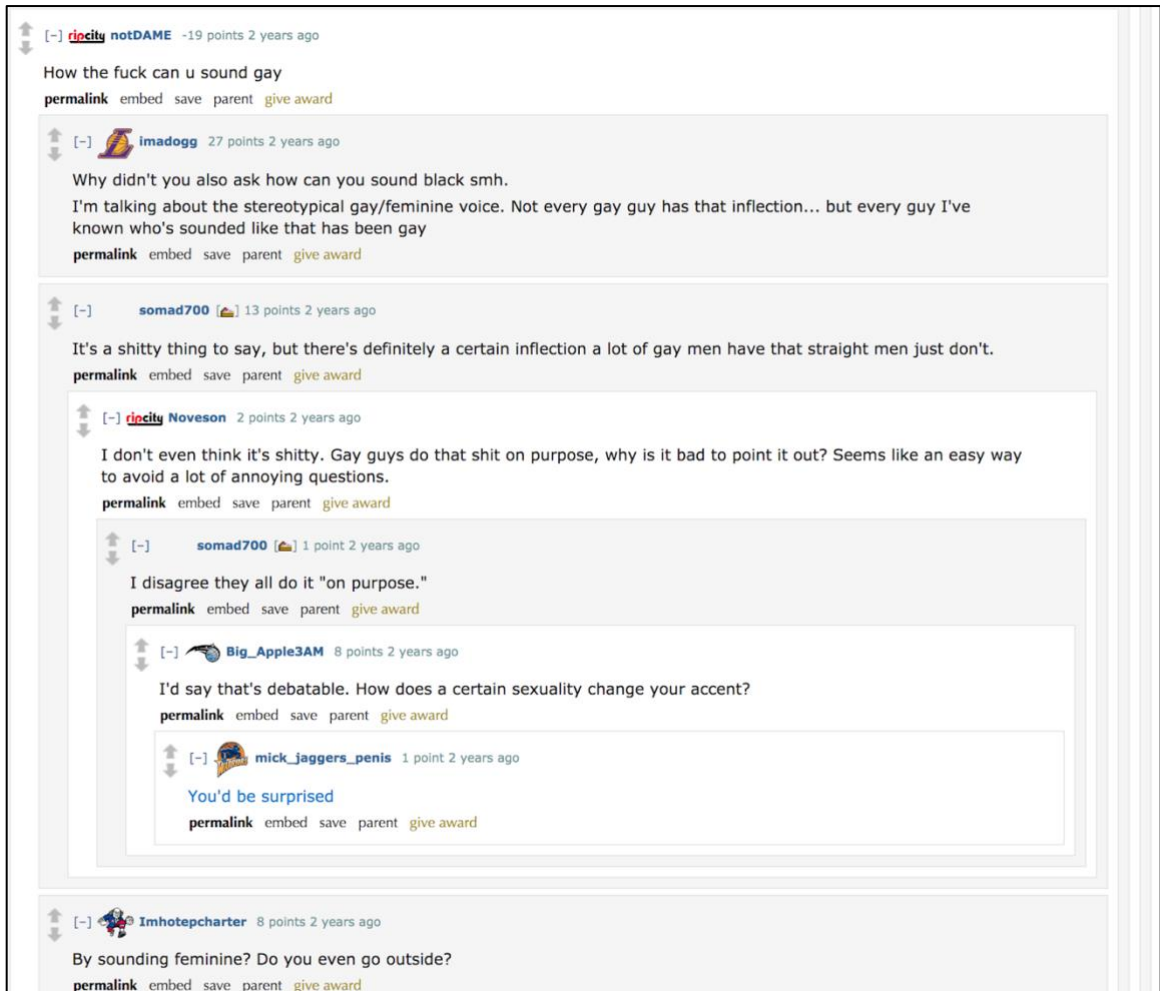 [-] ripcity notDAME -19 points 2 years ago
How the fuck can u sound gay
permalink embed save parent give award
[-] imadogg 27 points 2 years ago
Why didn't you also ask how can you sound black smh.
I'm talking about the stereotypical gay/feminine voice. Not every gay guy has that inflection... but every guy I've
known who's sounded like that has been gay
permalink embed save parent give award
[-] somad700 [] 13 points 2 years ago
It's a shitty thing to say, but there's definitely a certain inflection a lot of gay men have that straight men just don't.
permalink embed save parent give award
[-] ripcity Noveson 2 points 2 years ago
I don't even think it's shitty. Gay guys do that shit on purpose, why is it bad to point it out? Seems like an easy way
to avoid a lot of annoying questions.
permalink embed save parent give award
[-] somad700 [] 1 point 2 years ago
I disagree they all do it "on purpose."
permalink embed save parent give award
[-] Big_Apple3AM 8 points 2 years ago
I'd say that's debatable. How does a certain sexuality change your accent?
permalink embed save parent give award
[-] mick_jaggers_penis 1 point 2 years ago
You'd be surprised
permalink embed save parent give award
[-] Imhotepcharter 8 points 2 years ago
By sounding feminine? Do you even go outside?
permalink embed save parent give award